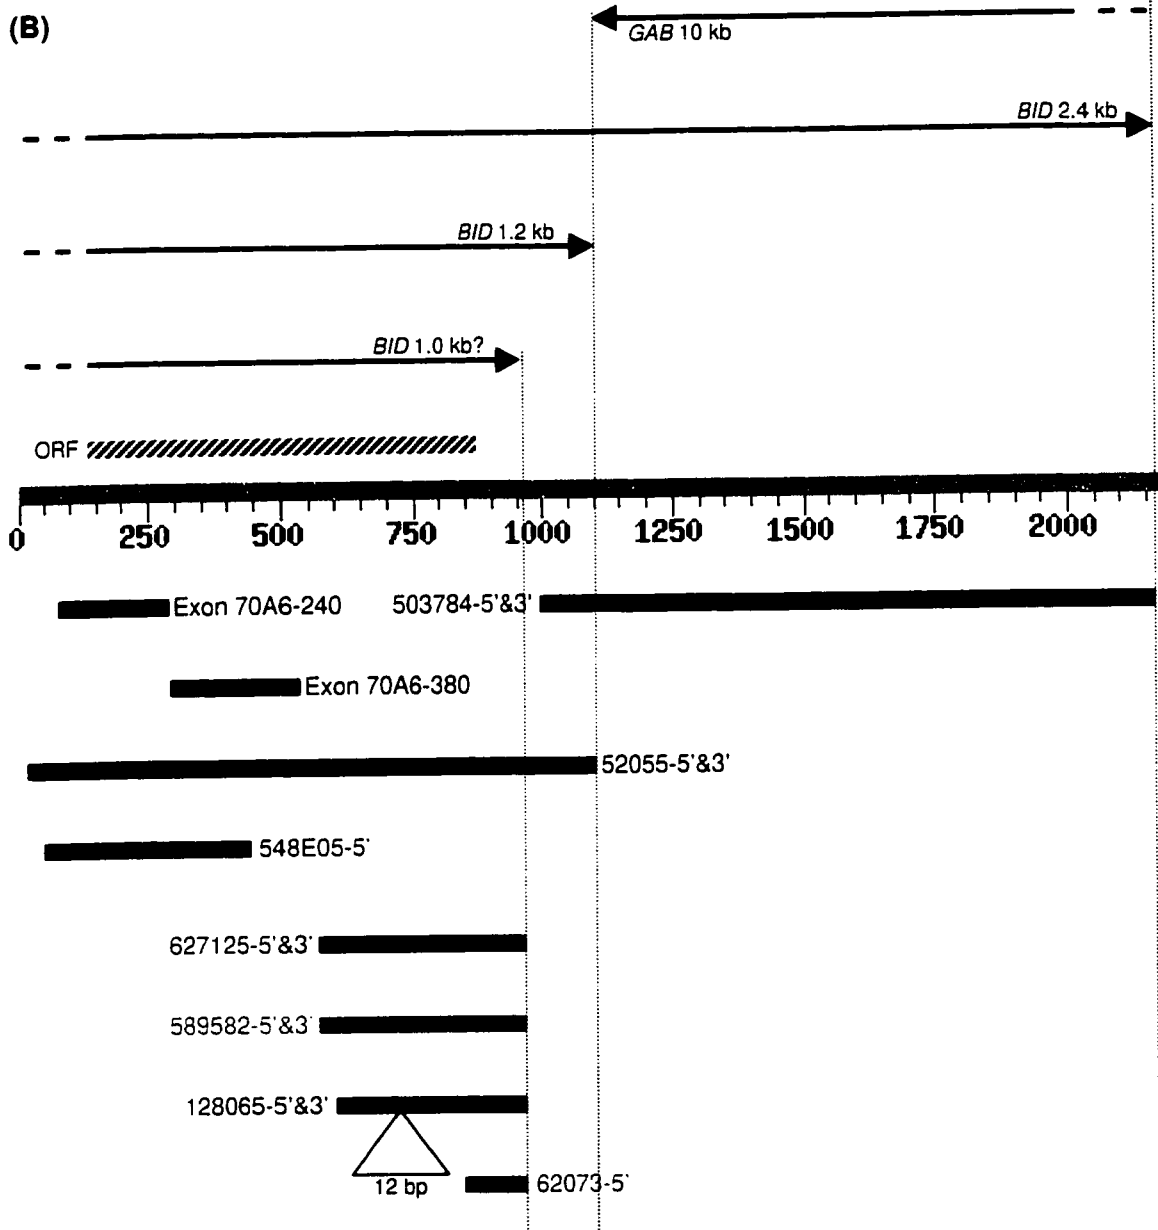 (B)
GAB 10 kb
BID 2.4 kb
BID 1.2 kb
BID 1.0 kb?
ORF
0 250 500 750 1000 1250 1500 1750 2000
Exon 70A6-240 503784-5'&3'
Exon 70A6-380
52055-5'&3'
548E05-5'
627125-5'&3'
589582-5'&3'
128065-5'&3'
12 bp
62073-5'